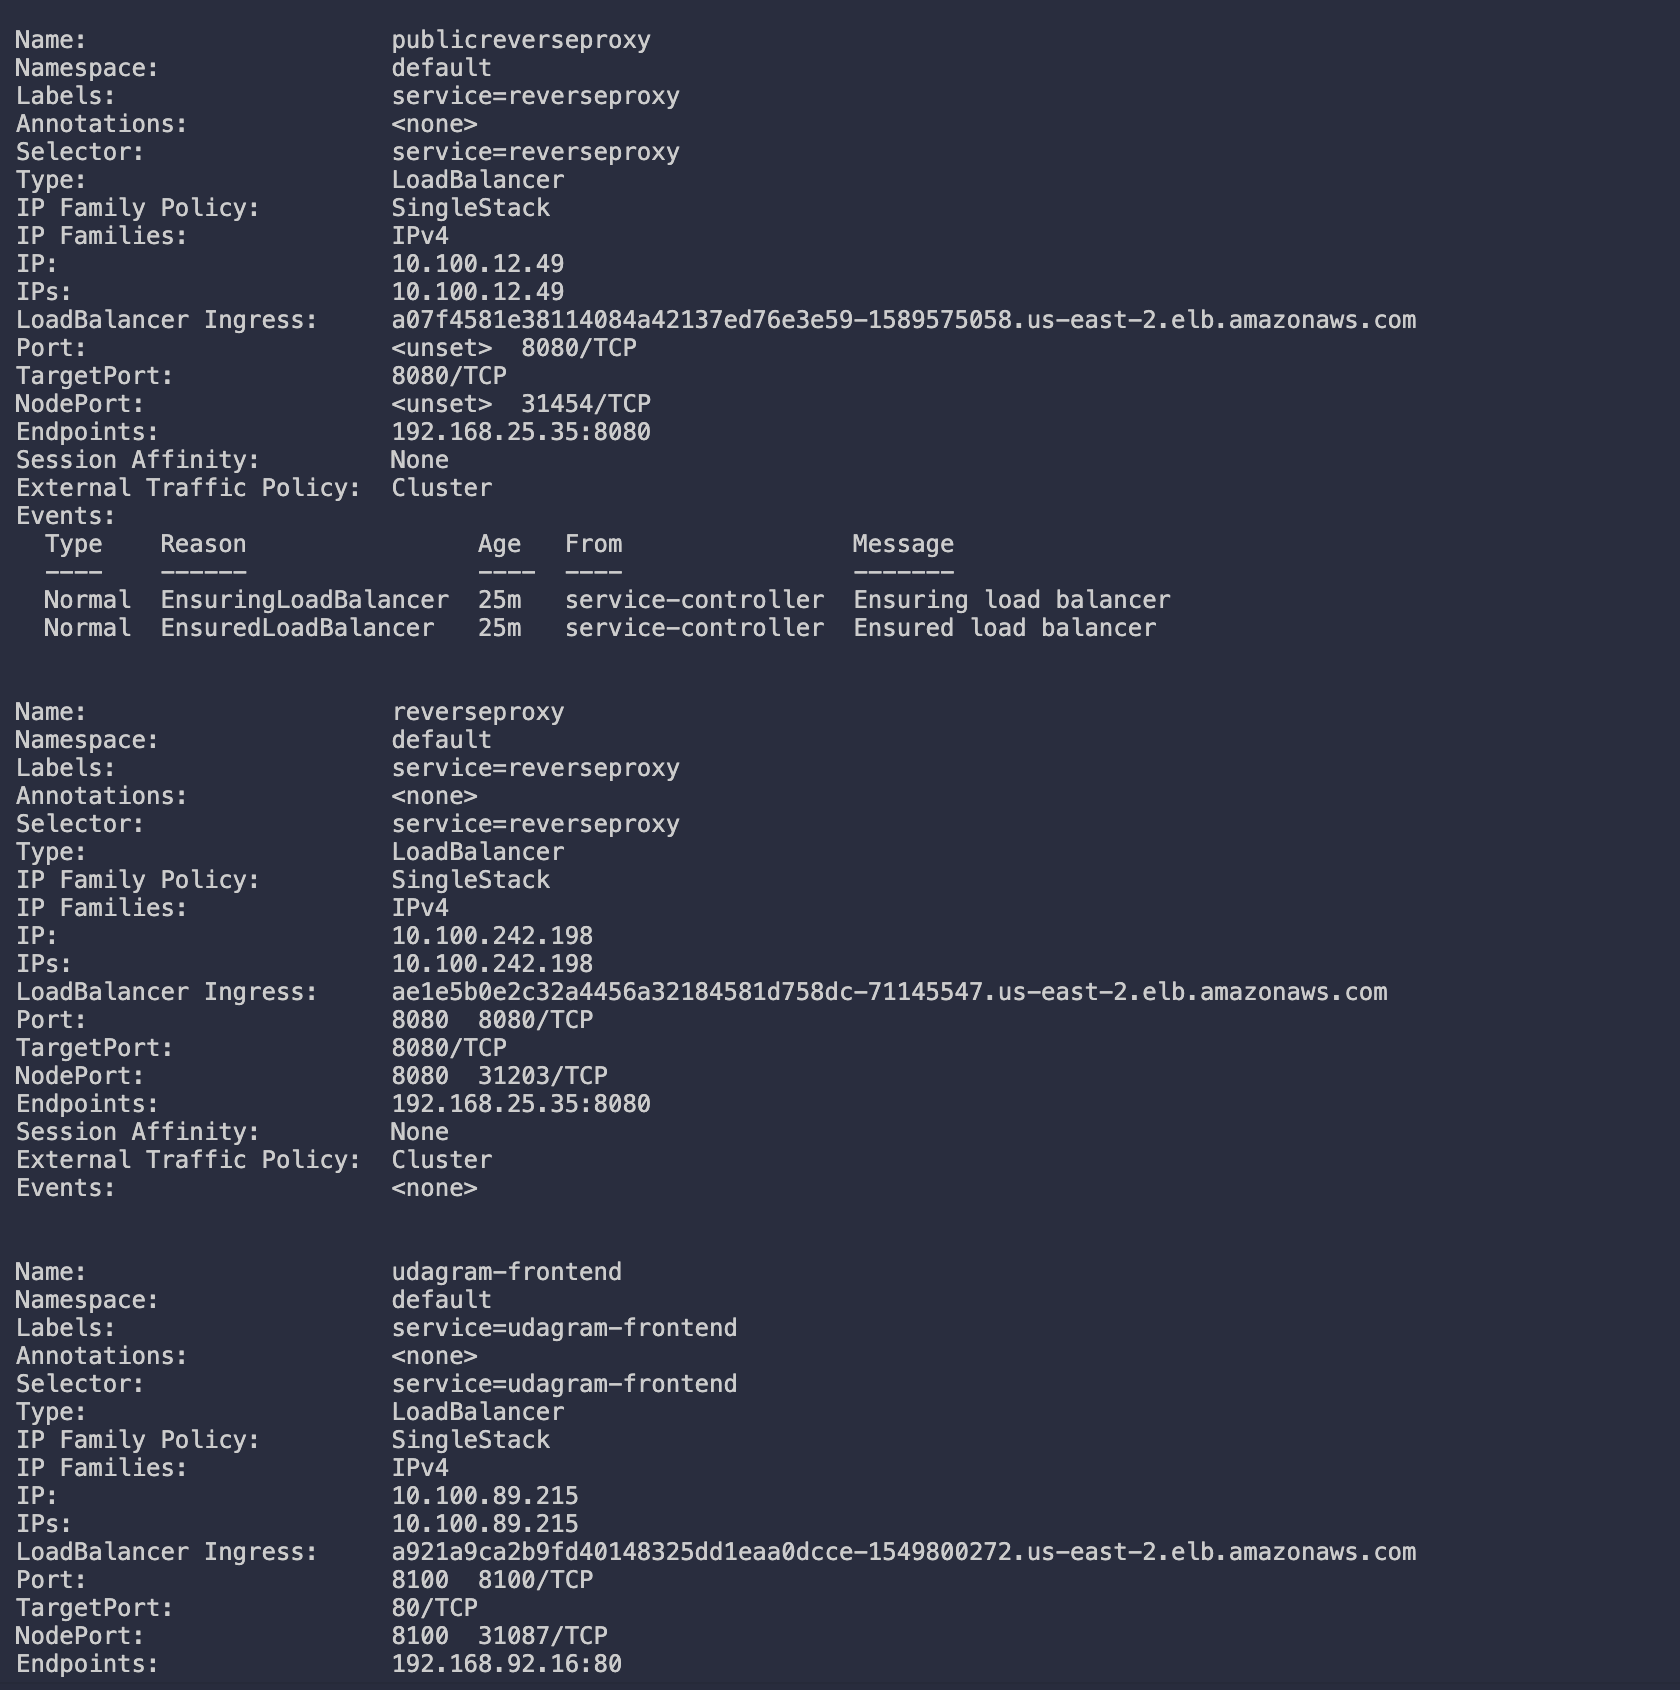 Name:                     publicreverseproxy
Namespace:                default
Labels:                   service=reverseproxy
Annotations:              <none>
Selector:                 service=reverseproxy
Type:                     LoadBalancer
IP Family Policy:         SingleStack
IP Families:              IPv4
IP:                       10.100.12.49
IPs:                      10.100.12.49
LoadBalancer Ingress:     a07f4581e38114084a42137ed76e3e59-1589575058.us-east-2.elb.amazonaws.com
Port:                     <unset>  8080/TCP
TargetPort:               8080/TCP
NodePort:                 <unset>  31454/TCP
Endpoints:                192.168.25.35:8080
Session Affinity:         None
External Traffic Policy:  Cluster
Events:
  Type    Reason                Age   From                Message
  ----    ------                ----  ----                -------
  Normal  EnsuringLoadBalancer  25m   service-controller  Ensuring load balancer
  Normal  EnsuredLoadBalancer   25m   service-controller  Ensured load balancer
Name:                     reverseproxy
Namespace:                default
Labels:                   service=reverseproxy
Annotations:              <none>
Selector:                 service=reverseproxy
Type:                     LoadBalancer
IP Family Policy:         SingleStack
IP Families:              IPv4
IP:                       10.100.242.198
IPs:                      10.100.242.198
LoadBalancer Ingress:     ae1e5b0e2c32a4456a32184581d758dc-71145547.us-east-2.elb.amazonaws.com
Port:                     8080  8080/TCP
TargetPort:               8080/TCP
NodePort:                 8080  31203/TCP
Endpoints:                192.168.25.35:8080
Session Affinity:         None
External Traffic Policy:  Cluster
Events:                   <none>
Name:                     udagram-frontend
Namespace:                default
Labels:                   service=udagram-frontend
Annotations:              <none>
Selector:                 service=udagram-frontend
Type:                     LoadBalancer
IP Family Policy:         SingleStack
IP Families:              IPv4
IP:                       10.100.89.215
IPs:                      10.100.89.215
LoadBalancer Ingress:     a921a9ca2b9fd40148325dd1eaa0dcce-1549800272.us-east-2.elb.amazonaws.com
Port:                     8100  8100/TCP
TargetPort:               80/TCP
NodePort:                 8100  31087/TCP
Endpoints:                192.168.92.16:80